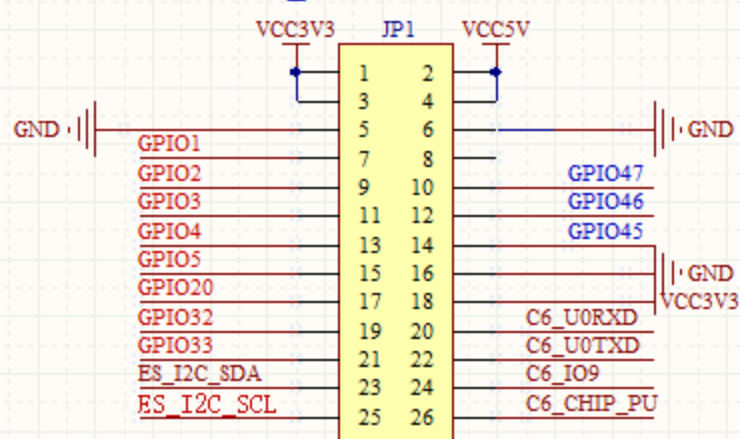 VCC3V3 JP1 VCC5V
1 2
3 4
GND 5 6 GND
GPIO1
7 8
GPIO2 GPIO47
9 10
GPIO3 GPIO46
11 12
GPIO4 GPIO45
13 14
GPIO5
15 16 GND
GPIO20 VCC3V3
17 18
GPIO32 C6_U0RXD
19 20
GPIO33 C6_U0TXD
21 22
ES_I2C_SDA C6_IO9
23 24
ES_I2C_SCL C6_CHIP_PU
25 26